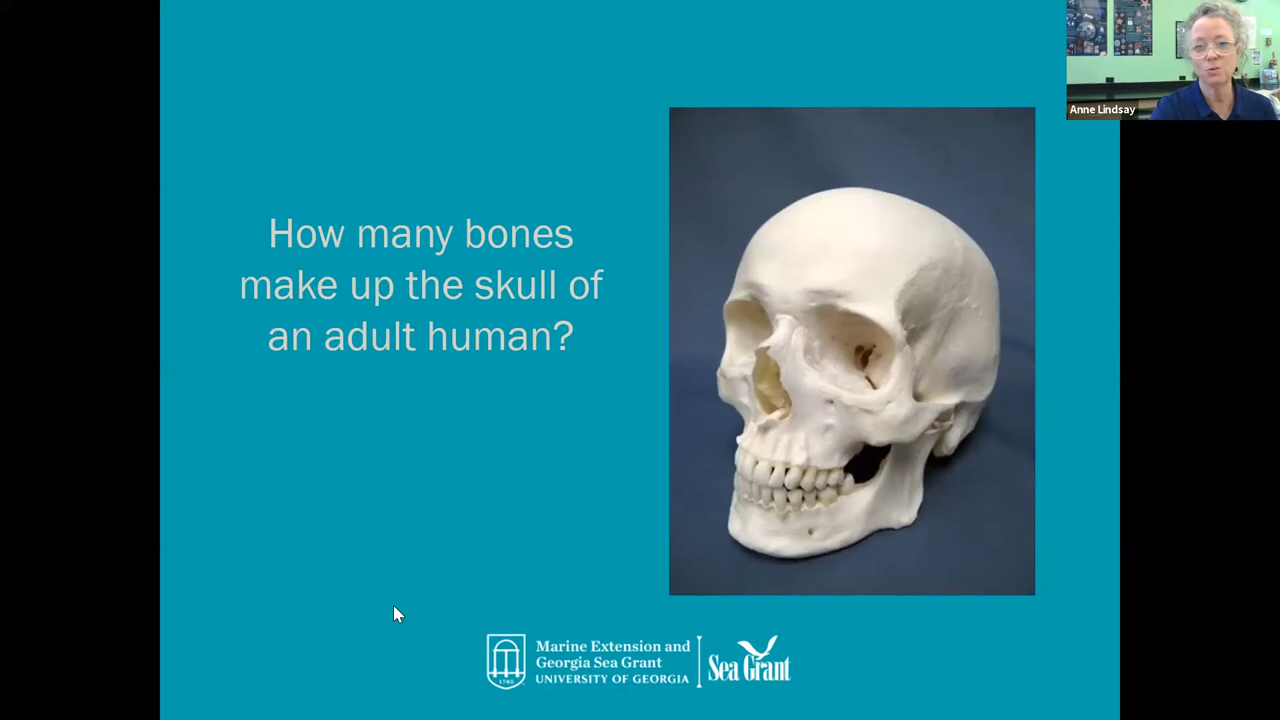 Anne Lindsay
How many bones
make up the skull of
an adult human?
Marine Extension and
Georgia Sea Grant
UNIVERSITY OF GEORGIA
1785
Sea Grant